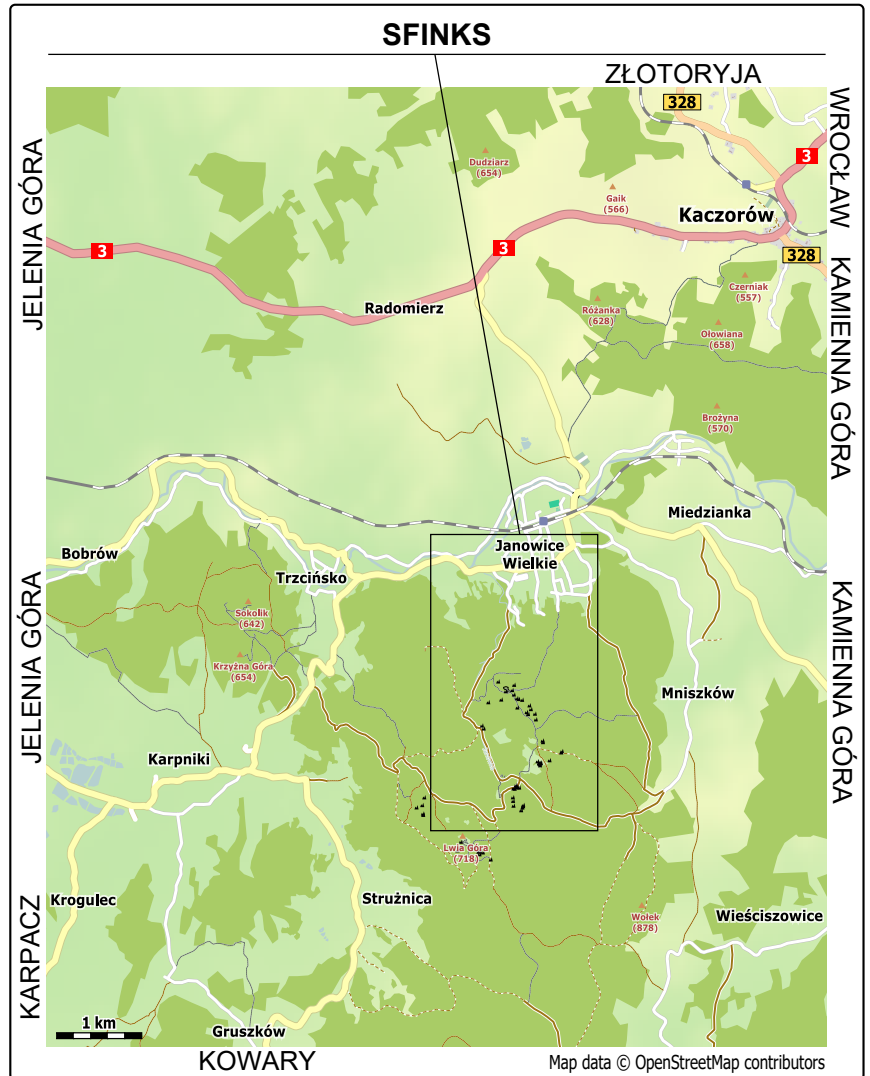 SFINKS
ZŁOTORYJA
328
WROCŁAW
3
Dudziarz
(654)
Gaik
(566)
Kaczorów
JELENIA GÓRA
3
3
328
KAMIENNA GÓRA
Czerniak
(557)
Radomierz
Różanka
(628)
Ołowiana
(658)
Brożyna
(570)
Miedzianka
Bobrów
Janowice
Wielkie
Trzcińsko
JELENIA GÓRA
KAMIENNA GÓRA
Sokolik
(642)
Krzyżna Góra
(654)
Mniszków
Karpniki
Lwia Góra
(718)
KARPACZ
Krogulec
Strużnica
Wołek
(878)
Wieściszowice
1 km
Gruszków
KOWARY
Map data © OpenStreetMap contributors